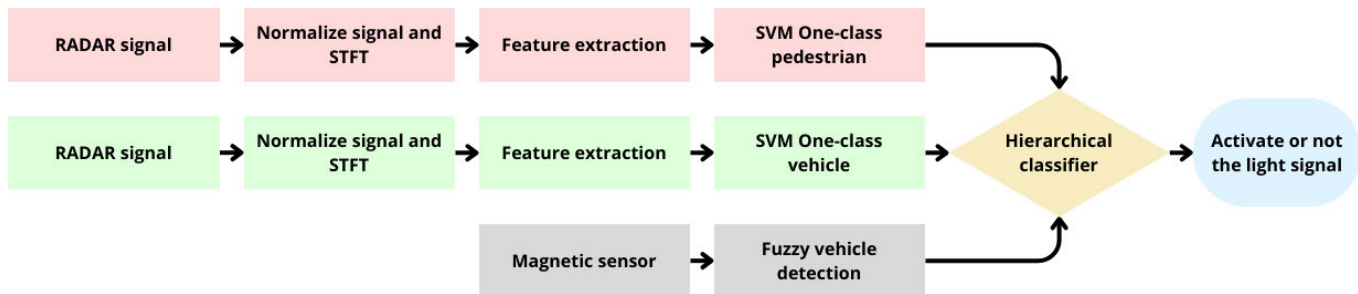 RADAR signal
Normalize signal and
STFT
Feature extraction
SVM One-class
pedestrian
RADAR signal
Normalize signal and
STFT
Feature extraction
SVM One-class
vehicle
Hierarchical
classifier
Activate or not
the light signal
Magnetic sensor
Fuzzy vehicle
detection